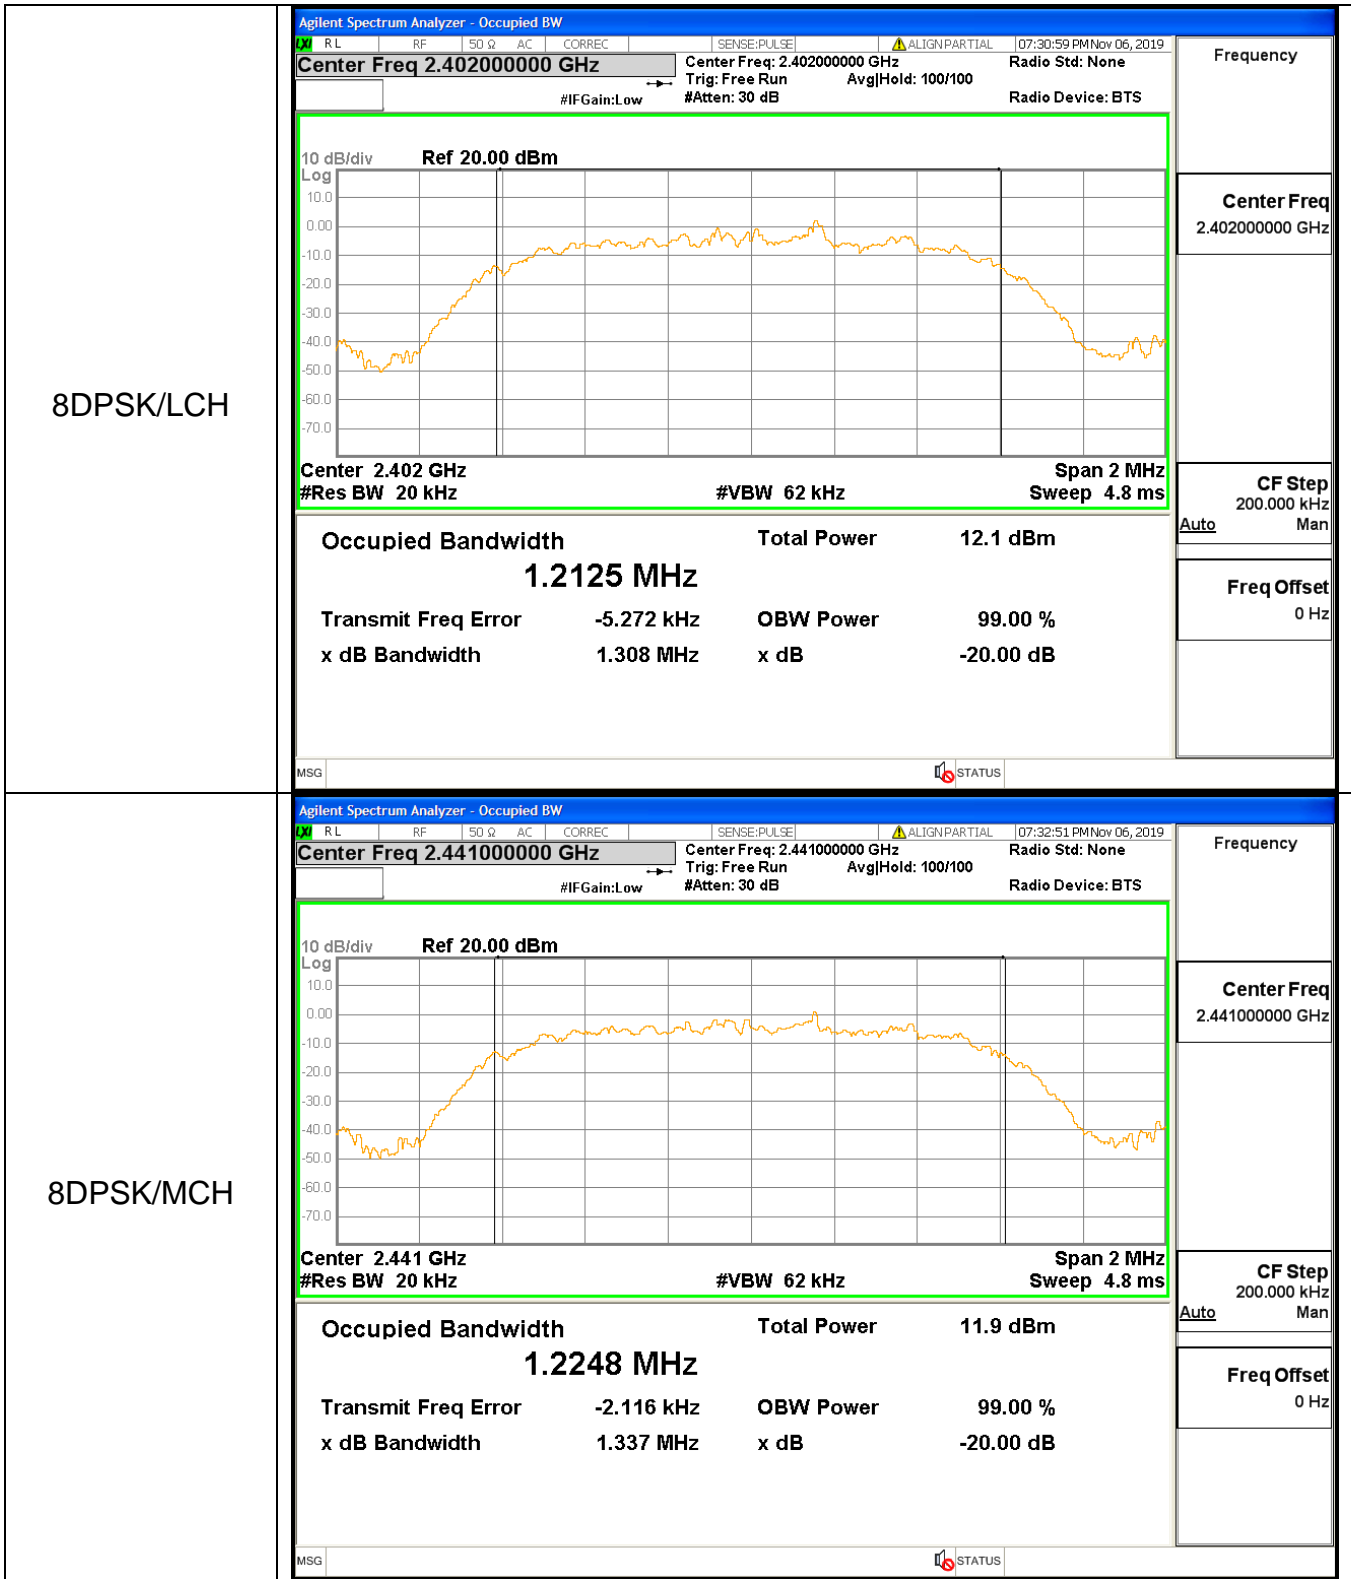 8DPSK/LCH
Agilent Spectrum Analyzer - Occupied BW
LXI RL RF 50 Ω AC CORREC SENSE:PULSE ALIGN PARTIAL 07:30:59 PM Nov 06, 2019
Center Freq 2.402000000 GHz
Center Freq: 2.402000000 GHz
Radio Std: None
Trig: Free Run Avg|Hold: 100/100
#IFGain:Low #Atten: 30 dB Radio Device: BTS
10 dB/div Ref 20.00 dBm
Log
10.0
0.00
-10.0
-20.0
-30.0
-40.0
-50.0
-60.0
-70.0
Center 2.402 GHz Span 2 MHz
#Res BW 20 kHz #VBW 62 kHz Sweep 4.8 ms
Occupied Bandwidth Total Power 12.1 dBm
1.2125 MHz
Transmit Freq Error -5.272 kHz OBW Power 99.00 %
x dB Bandwidth 1.308 MHz x dB -20.00 dB
MSG STATUS
Frequency
Center Freq
2.402000000 GHz
CF Step
200.000 kHz
Auto Man
Freq Offset
0 Hz
8DPSK/MCH
Agilent Spectrum Analyzer - Occupied BW
LXI RL RF 50 Ω AC CORREC SENSE:PULSE ALIGN PARTIAL 07:32:51 PM Nov 06, 2019
Center Freq 2.441000000 GHz
Center Freq: 2.441000000 GHz
Radio Std: None
Trig: Free Run Avg|Hold: 100/100
#IFGain:Low #Atten: 30 dB Radio Device: BTS
10 dB/div Ref 20.00 dBm
Log
10.0
0.00
-10.0
-20.0
-30.0
-40.0
-50.0
-60.0
-70.0
Center 2.441 GHz Span 2 MHz
#Res BW 20 kHz #VBW 62 kHz Sweep 4.8 ms
Occupied Bandwidth Total Power 11.9 dBm
1.2248 MHz
Transmit Freq Error -2.116 kHz OBW Power 99.00 %
x dB Bandwidth 1.337 MHz x dB -20.00 dB
MSG STATUS
Frequency
Center Freq
2.441000000 GHz
CF Step
200.000 kHz
Auto Man
Freq Offset
0 Hz